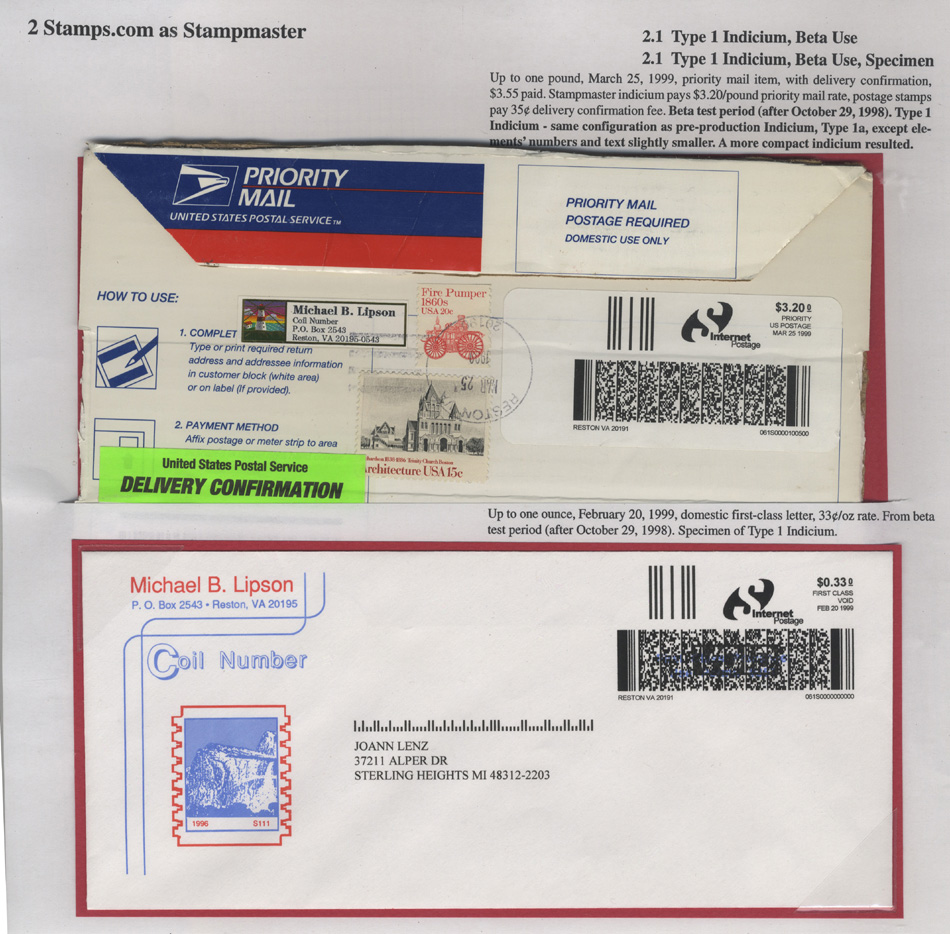 2 Stamps.com as Stampmaster
2.1 Type 1 Indicium, Beta Use
2.1 Type 1 Indicium, Beta Use, Specimen
Up to one pound, March 25, 1999, priority mail item, with delivery confirmation,
$3.55 paid. Stampmaster indicium pays $3.20/pound priority mail rate, postage stamps
pay 35¢ delivery confirmation fee. Beta test period (after October 29, 1998). Type 1
Indicium - same configuration as pre-production Indicium, Type 1a, except ele-
ments' numbers and text slightly smaller. A more compact indicium resulted.
PRIORITY
MAIL
UNITED STATES POSTAL SERVICE™
PRIORITY MAIL
POSTAGE REQUIRED
DOMESTIC USE ONLY
HOW TO USE:
1. COMPLET
Type or print required return
address and addressee information
in customer block (white area)
or on label (If provided).
2. PAYMENT METHOD
Affix postage or meter strip to area
Michael B. Lipson
Coil Number
P.O. Box 2543
Reston, VA 20195-0543
Fire Pumper
1860s
USA 20c
RESTON
MAR 25
Trinity Church Boston
Architecture USA 15c
$3.20 0
PRIORITY
US POSTAGE
MAR 25 1999
Internet
Postage
RESTON VA 20191
061S0000100500
United States Postal Service
DELIVERY CONFIRMATION
Up to one ounce, February 20, 1999, domestic first-class letter, 33¢/oz rate. From beta
test period (after October 29, 1998). Specimen of Type 1 Indicium.
Michael B. Lipson
P. O. Box 2543 • Reston, VA 20195
Coil Number
1996 S111
$0.33 0
FIRST CLASS
VOID
FEB 20 1999
Internet
Postage
RESTON VA 20191
061S0000000000
JOANN LENZ
37211 ALPER DR
STERLING HEIGHTS MI 48312-2203